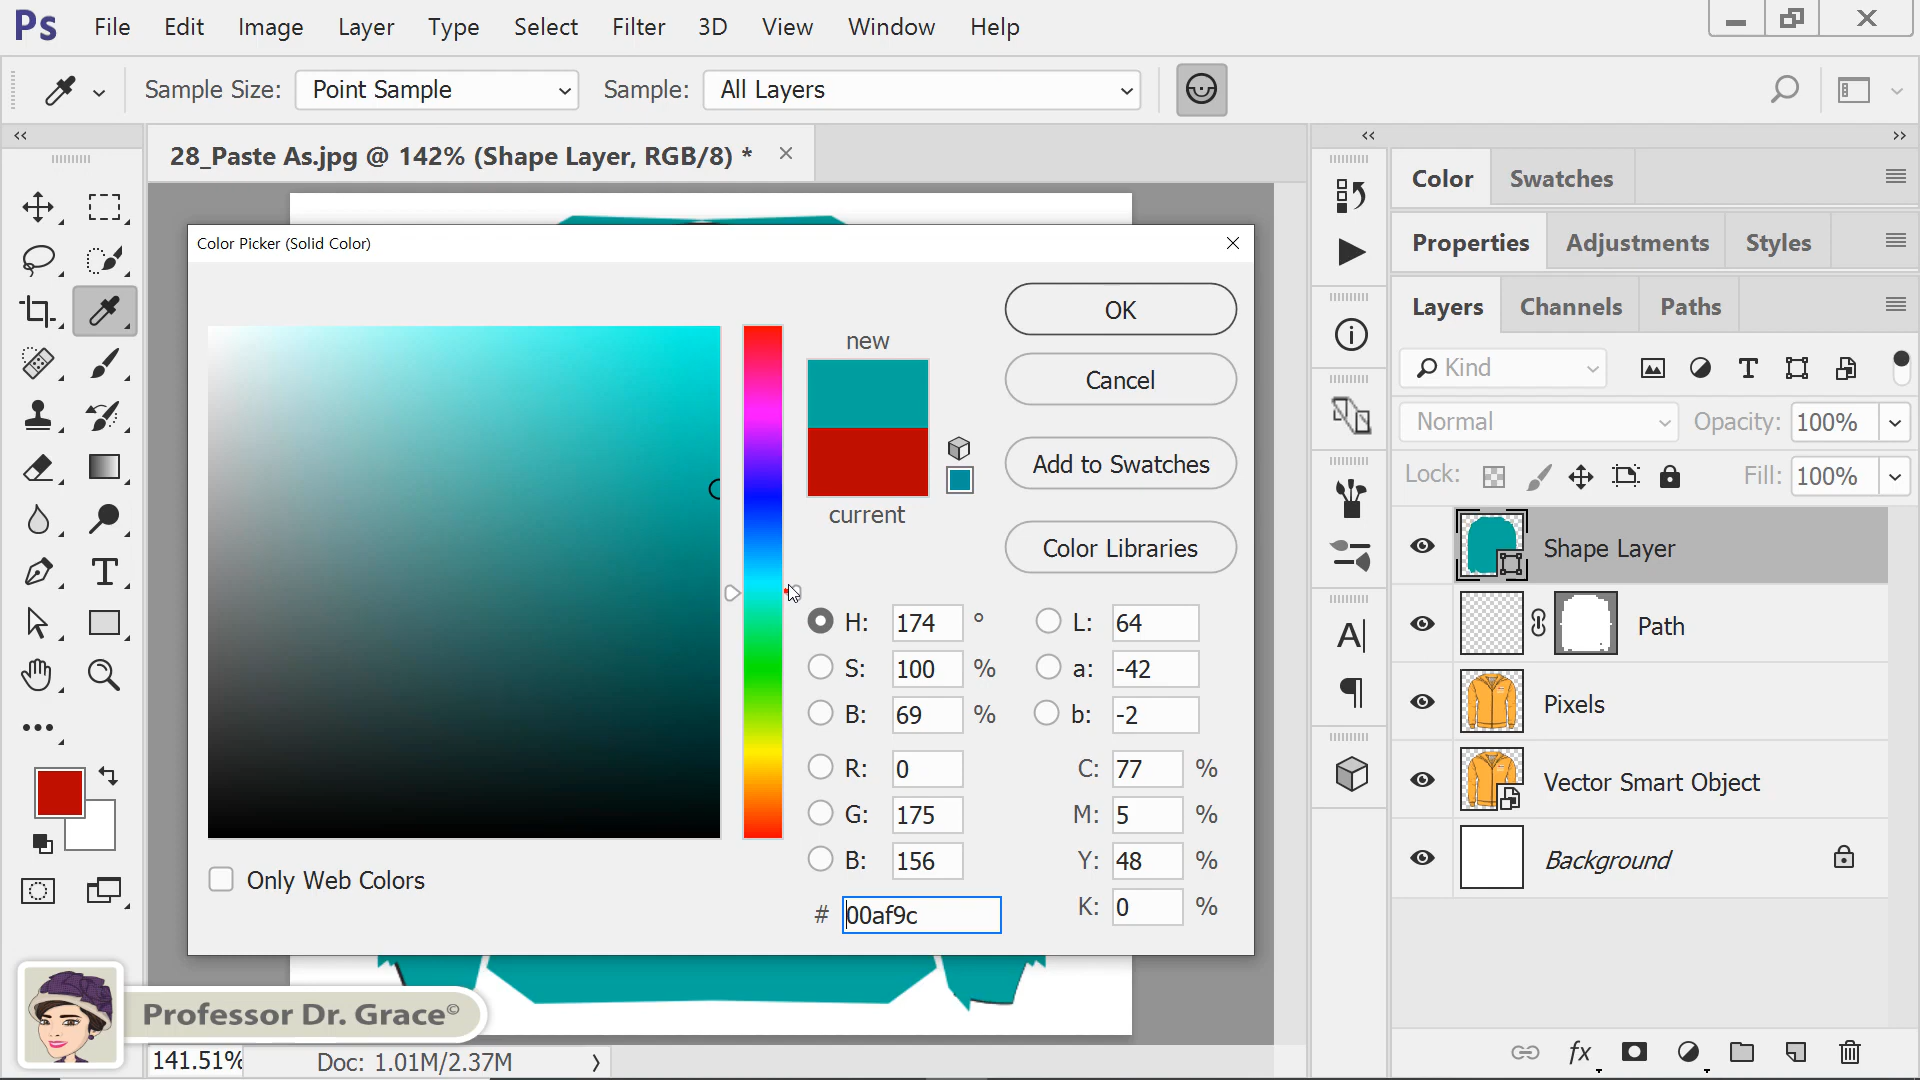 Ps File Edit Image Layer Type Select Filter 3D View Window Help
Sample Size: Point Sample Sample: All Layers
28_Paste As.jpg @ 142% (Shape Layer, RGB/8) *
Color Picker (Solid Color)
new
current
OK
Cancel
Add to Swatches
Color Libraries
H: 174 °
S: 100 %
B: 69 %
R: 0
G: 175
B: 156
# 00af9c
L: 64
a: -42
b: -2
C: 77 %
M: 5 %
Y: 48 %
K: 0 %
Only Web Colors
Color Swatches
Properties Adjustments Styles
Layers Channels Paths
Kind
Normal Opacity: 100%
Lock: Fill: 100%
Shape Layer
Path
Pixels
Vector Smart Object
Background
Professor Dr. Grace©
141.51% Doc: 1.01M/2.37M
fx